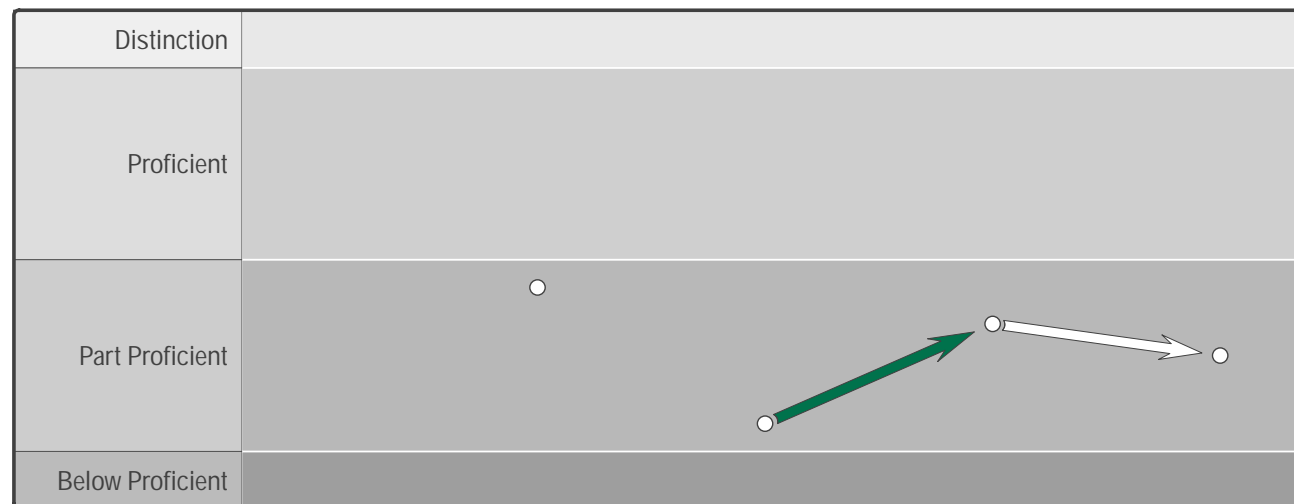 Distinction
Proficient
Part Proficient
Below Proficient